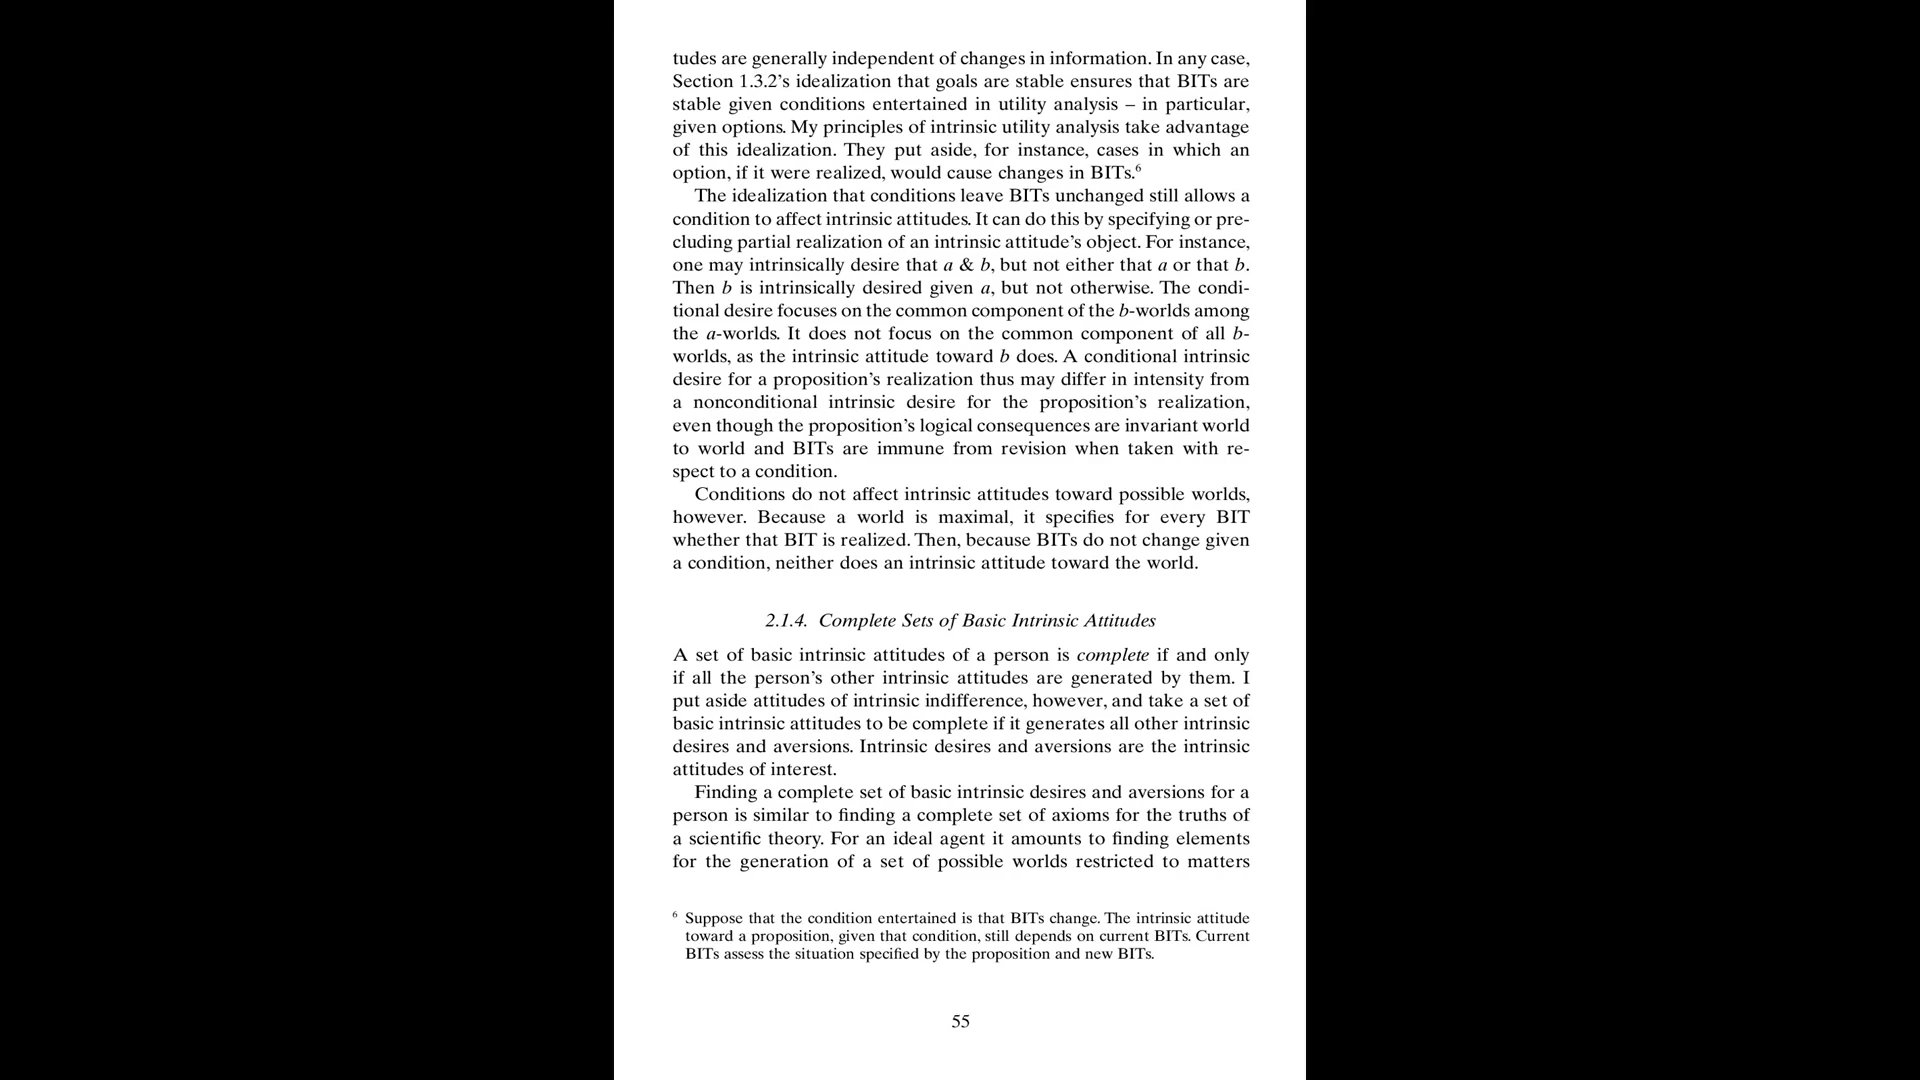 tudes are generally independent of changes in information. In any case,
Section 1.3.2’s idealization that goals are stable ensures that BITs are
stable given conditions entertained in utility analysis – in particular,
given options. My principles of intrinsic utility analysis take advantage
of this idealization. They put aside, for instance, cases in which an
option, if it were realized, would cause changes in BITs.⁶
The idealization that conditions leave BITs unchanged still allows a
condition to affect intrinsic attitudes. It can do this by specifying or pre-
cluding partial realization of an intrinsic attitude’s object. For instance,
one may intrinsically desire that a & b, but not either that a or that b.
Then b is intrinsically desired given a, but not otherwise. The condi-
tional desire focuses on the common component of the b-worlds among
the a-worlds. It does not focus on the common component of all b-
worlds, as the intrinsic attitude toward b does. A conditional intrinsic
desire for a proposition’s realization thus may differ in intensity from
a nonconditional intrinsic desire for the proposition’s realization,
even though the proposition’s logical consequences are invariant world
to world and BITs are immune from revision when taken with re-
spect to a condition.
Conditions do not affect intrinsic attitudes toward possible worlds,
however. Because a world is maximal, it specifies for every BIT
whether that BIT is realized. Then, because BITs do not change given
a condition, neither does an intrinsic attitude toward the world.
2.1.4. Complete Sets of Basic Intrinsic Attitudes
A set of basic intrinsic attitudes of a person is complete if and only
if all the person’s other intrinsic attitudes are generated by them. I
put aside attitudes of intrinsic indifference, however, and take a set of
basic intrinsic attitudes to be complete if it generates all other intrinsic
desires and aversions. Intrinsic desires and aversions are the intrinsic
attitudes of interest.
Finding a complete set of basic intrinsic desires and aversions for a
person is similar to finding a complete set of axioms for the truths of
a scientific theory. For an ideal agent it amounts to finding elements
for the generation of a set of possible worlds restricted to matters
⁶ Suppose that the condition entertained is that BITs change. The intrinsic attitude
toward a proposition, given that condition, still depends on current BITs. Current
BITs assess the situation specified by the proposition and new BITs.
55